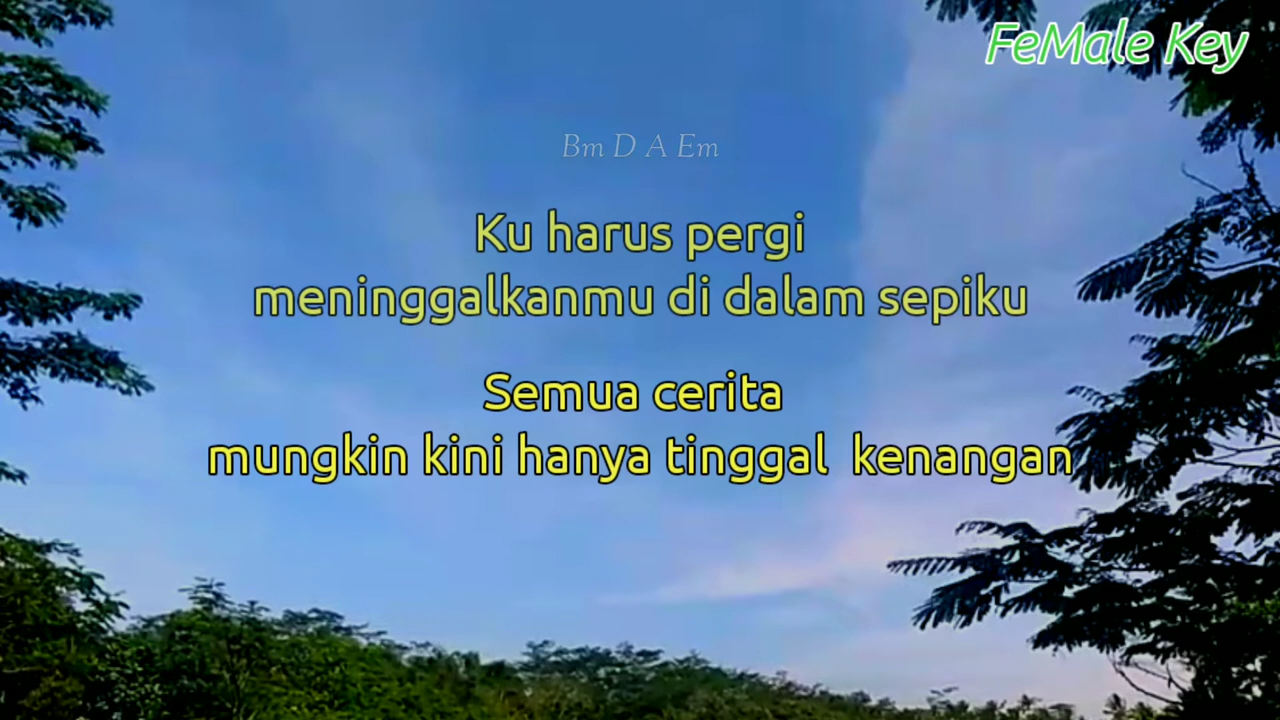 FeMale Key
Bm D A Em
Ku harus pergi
meninggalkanmu di dalam sepiku
Semua cerita
mungkin kini hanya tinggal kenangan